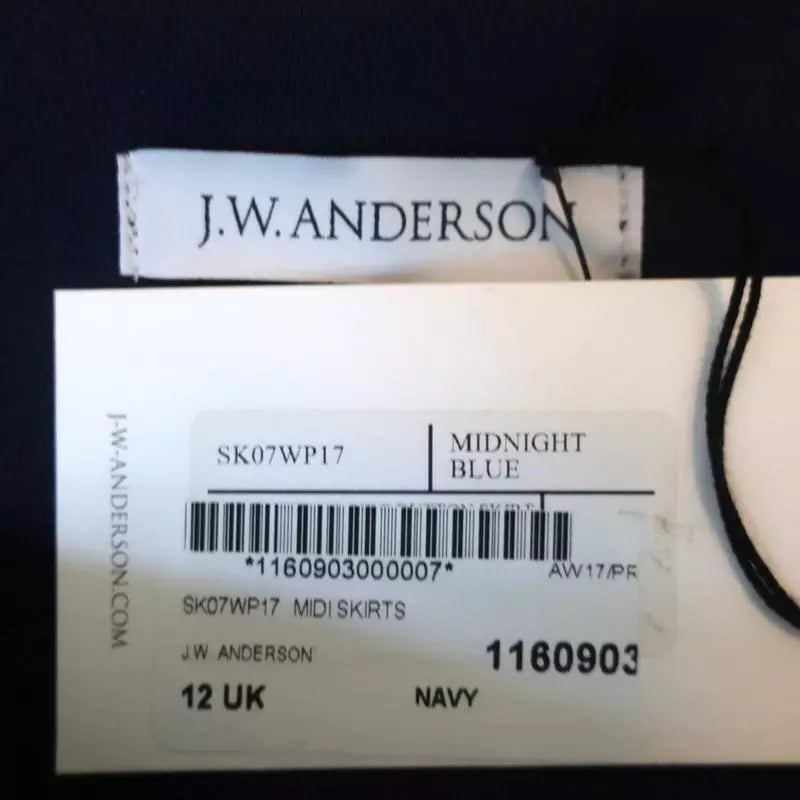 J.W. ANDERSON
J-W-ANDERSON.COM
SK07WP17
MIDNIGHT
BLUE
*1160903000007*
AW17/PR
SK07WP17 MIDI SKIRTS
J.W ANDERSON
1160903
12 UK
NAVY